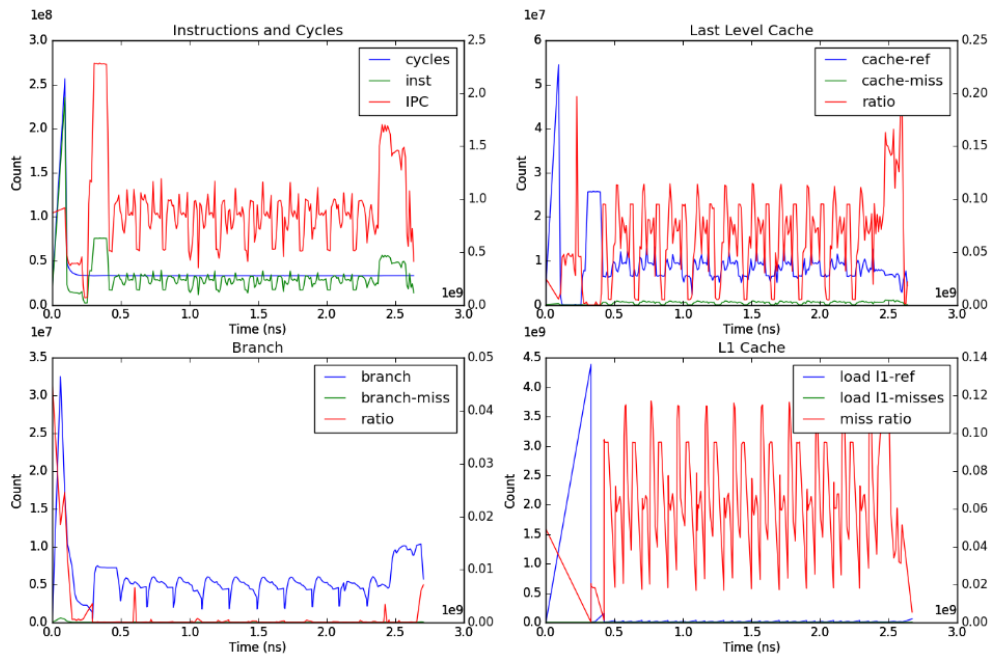 Instructions and Cycles
1e8
3.0
2.5
2.0
1.5
1.0
0.5
0.0
Count
2.5
2.0
1.5
1.0
0.5
0.0
cycles
inst
IPC
0.0
0.5
1.0
1.5
2.0
2.5
3.0
1e9
Time (ns)
Last Level Cache
1e7
6
5
4
3
2
1
0
Count
0.25
0.20
0.15
0.10
0.05
0.00
cache-ref
cache-miss
ratio
0.0
0.5
1.0
1.5
2.0
2.5
3.0
1e9
Time (ns)
Branch
1e7
3.5
3.0
2.5
2.0
1.5
1.0
0.5
0.0
Count
0.05
0.04
0.03
0.02
0.01
0.00
branch
branch-miss
ratio
0.0
0.5
1.0
1.5
2.0
2.5
3.0
1e9
Time (ns)
L1 Cache
1e9
4.5
4.0
3.5
3.0
2.5
2.0
1.5
1.0
0.5
0.0
Count
0.14
0.12
0.10
0.08
0.06
0.04
0.02
0.00
load l1-ref
load l1-misses
miss ratio
0.0
0.5
1.0
1.5
2.0
2.5
3.0
1e9
Time (ns)